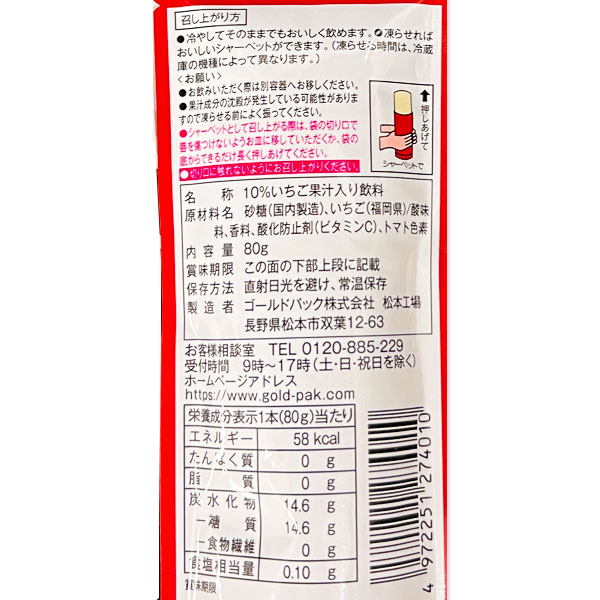 召し上がり方
●冷やしてそのままでもおいしく飲めます。●凍らせれば
おいしいシャーベットができます。(凍らせる時間は、冷蔵
庫の機種によって異なります。)
〈お願い〉
●お飲みいただく際は別容器へお移しください。
●果汁成分の沈殿が発生している可能性がありま
すので凍らせる前によく振ってください。
●シャーベットとして召し上がる際は、袋の切り口で
唇を傷つけないようお皿に移していただくか、袋の
底からできるだけ長く押しあげてください。
●切り口に触れないようにお召し上がりください。
押しあげて
シャーベットで
名称 10%いちご果汁入り飲料
原材料名 砂糖(国内製造)、いちご(福岡県)/酸味
料、香料、酸化防止剤(ビタミンC)、トマト色素
内容量 80g
賞味期限 この面の下部上段に記載
保存方法 直射日光を避け、常温保存
製造者 ゴールドパック株式会社 松本工場
長野県松本市双葉12-63
お客様相談室 TEL 0120-885-229
受付時間 9時〜17時(土・日・祝日を除く)
ホームページアドレス
https://www.gold-pak.com
栄養成分表示1本(80g)当たり
エネルギー 58 kcal
たんぱく質 0 g
脂質 0 g
炭水化物 14.6 g
－糖質 14.6 g
－食物繊維 0 g
食塩相当量 0.10 g
賞味期限
4 972251 274010